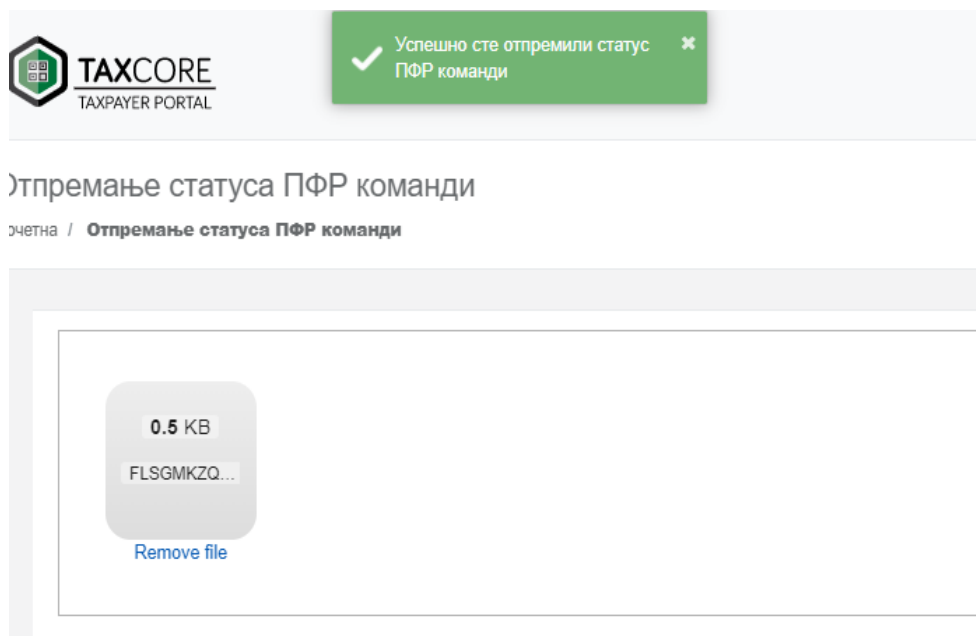 Успешно сте отпремили статус
ПФР команди
TAXCORE
TAXPAYER PORTAL
Отпремање статуса ПФР команди
очетна / Отпремање статуса ПФР команди
0.5 KB
FLSGMKZQ...
Remove file